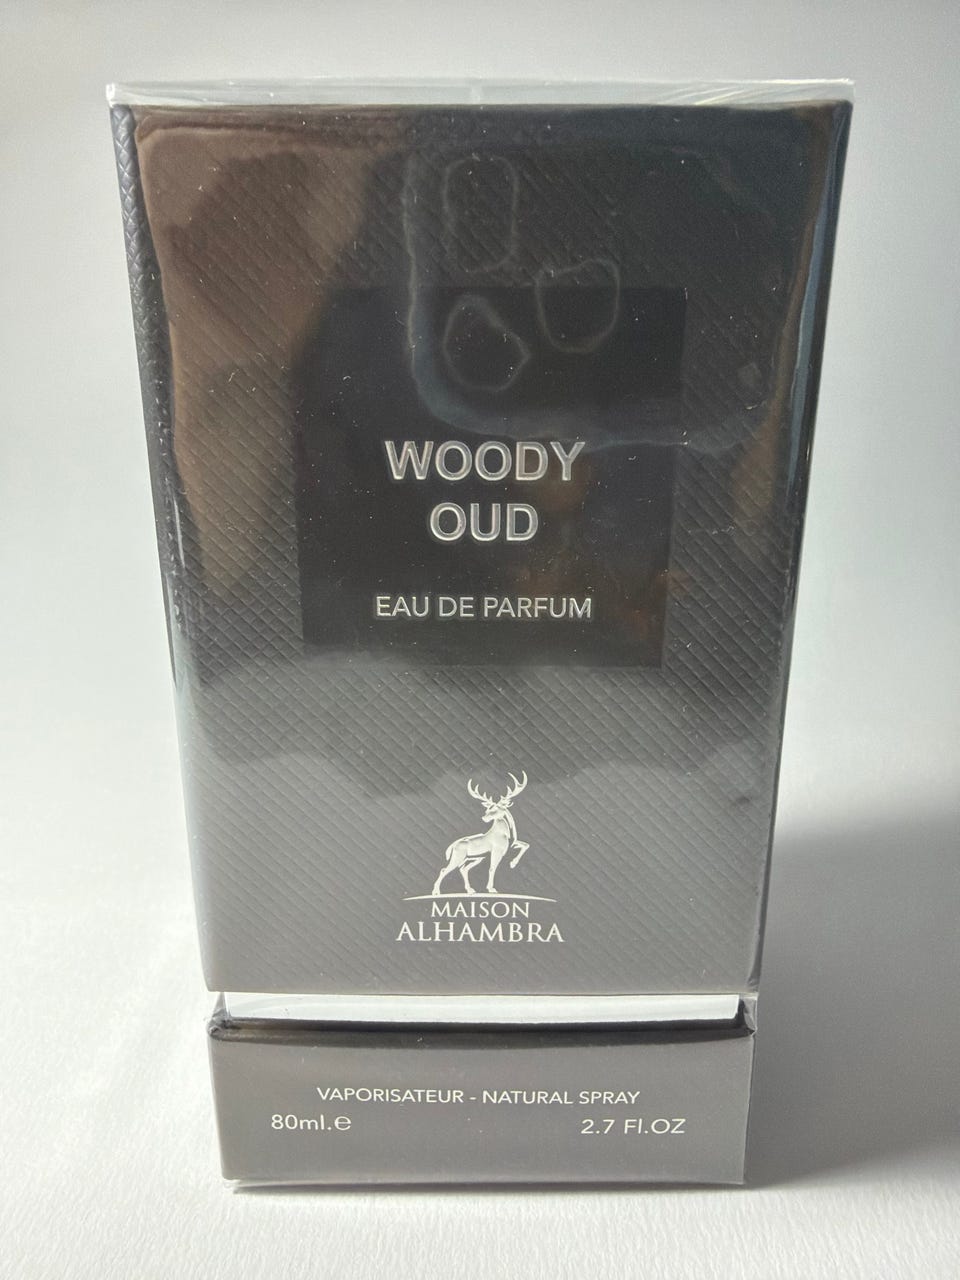 WOODY
OUD
EAU DE PARFUM
MAISON
ALHAMBRA
VAPORISATEUR - NATURAL SPRAY
80ml.e
2.7 Fl.OZ